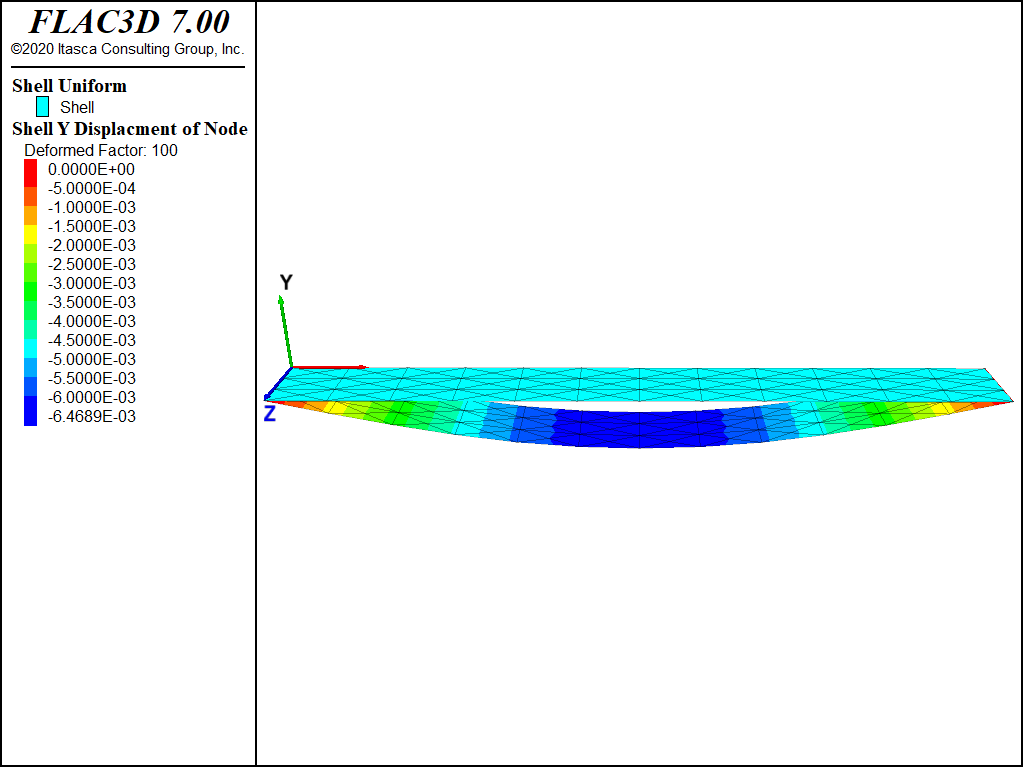 FLAC3D 7.00
©2020 Itasca Consulting Group, Inc.
Shell Uniform
Shell
Shell Y Displacment of Node
Deformed Factor: 100
0.0000E+00
-5.0000E-04
-1.0000E-03
-1.5000E-03
-2.0000E-03
-2.5000E-03
-3.0000E-03
-3.5000E-03
-4.0000E-03
-4.5000E-03
-5.0000E-03
-5.5000E-03
-6.0000E-03
-6.4689E-03
Y
Z